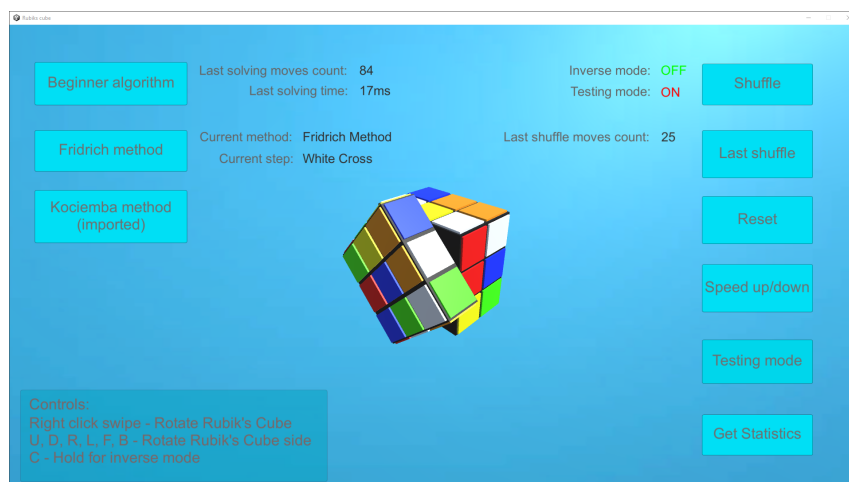 Rubiks cube
Beginner algorithm
Last solving moves count: 84
Last solving time: 17ms
Inverse mode: OFF
Testing mode: ON
Shuffle
Fridrich method
Current method: Fridrich Method
Current step: White Cross
Last shuffle moves count: 25
Last shuffle
Kociemba method
(imported)
Reset
Speed up/down
Testing mode
Controls:
Right click swipe - Rotate Rubik's Cube
U, D, R, L, F, B - Rotate Rubik's Cube side
C - Hold for inverse mode
Get Statistics